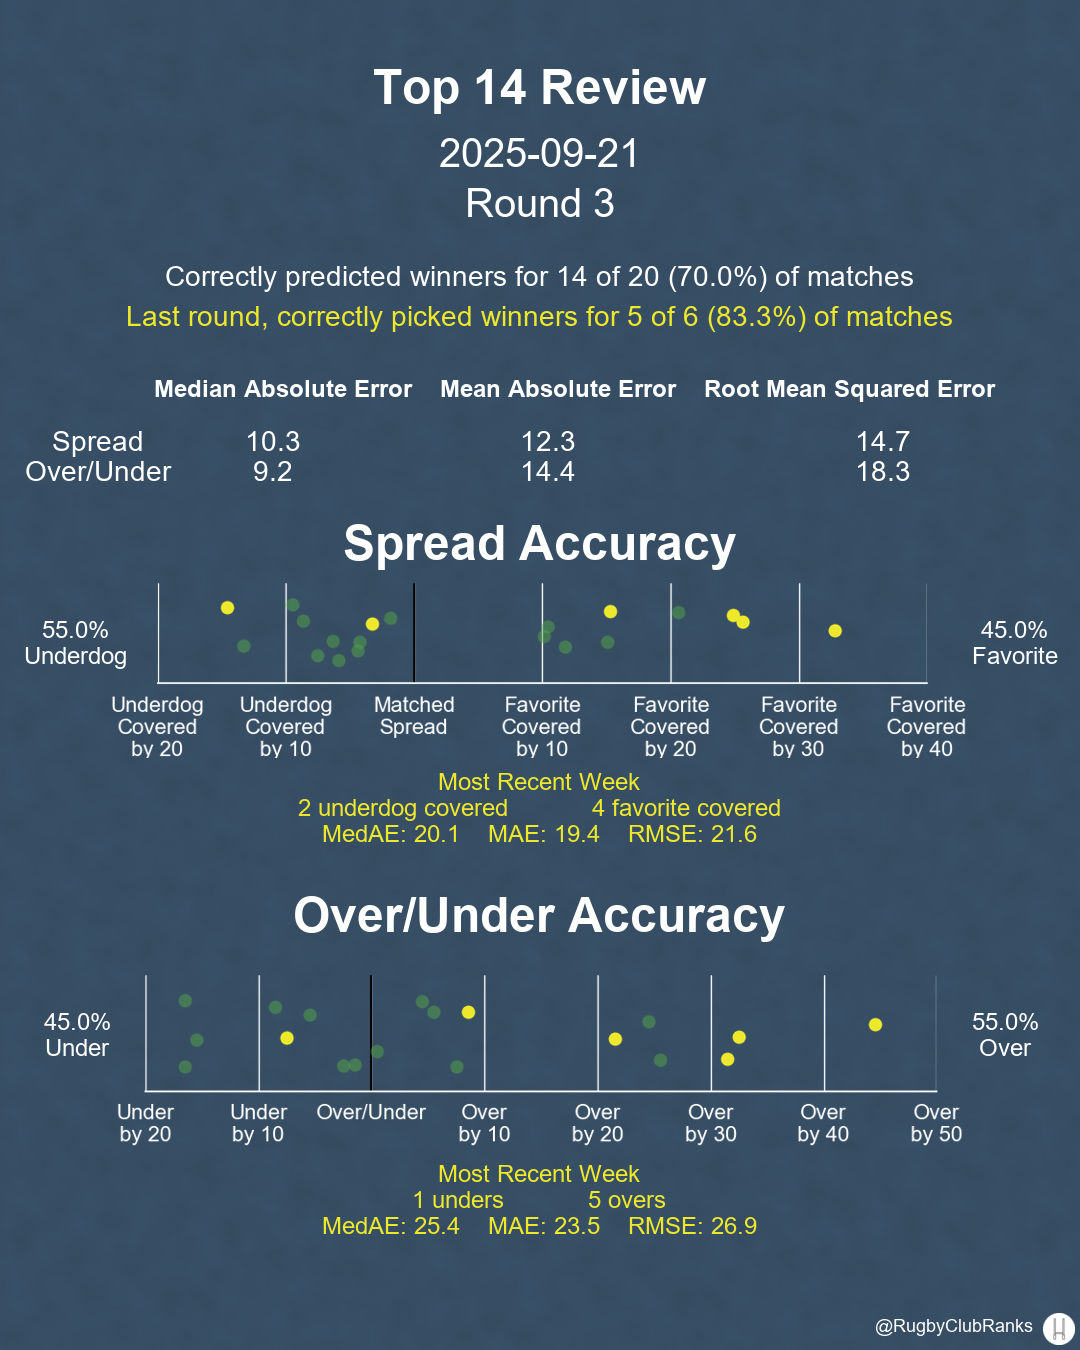 Top 14 Review
2025-09-21
Round 3
Correctly predicted winners for 14 of 20 (70.0%) of matches
Last round, correctly picked winners for 5 of 6 (83.3%) of matches
Median Absolute Error Mean Absolute Error Root Mean Squared Error
Spread 10.3 12.3 14.7
Over/Under 9.2 14.4 18.3
Spread Accuracy
55.0%
Underdog
45.0%
Favorite
Underdog Covered by 20
Underdog Covered by 10
Matched Spread
Favorite Covered by 10
Favorite Covered by 20
Favorite Covered by 30
Favorite Covered by 40
Most Recent Week
2 underdog covered 4 favorite covered
MedAE: 20.1 MAE: 19.4 RMSE: 21.6
Over/Under Accuracy
45.0%
Under
55.0%
Over
Under by 20
Under by 10
Over/Under
Over by 10
Over by 20
Over by 30
Over by 40
Over by 50
Most Recent Week
1 unders 5 overs
MedAE: 25.4 MAE: 23.5 RMSE: 26.9
@RugbyClubRanks